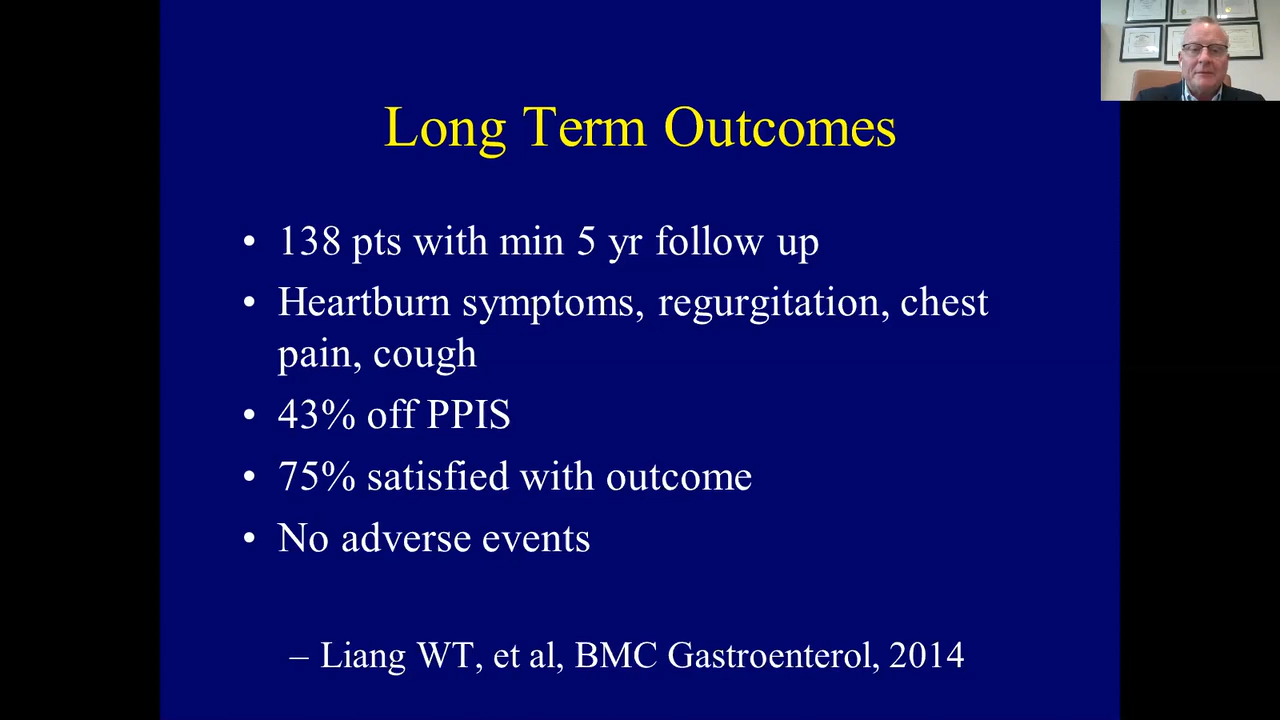 Long Term Outcomes
• 138 pts with min 5 yr follow up
• Heartburn symptoms, regurgitation, chest
pain, cough
• 43% off PPIS
• 75% satisfied with outcome
• No adverse events
– Liang WT, et al, BMC Gastroenterol, 2014